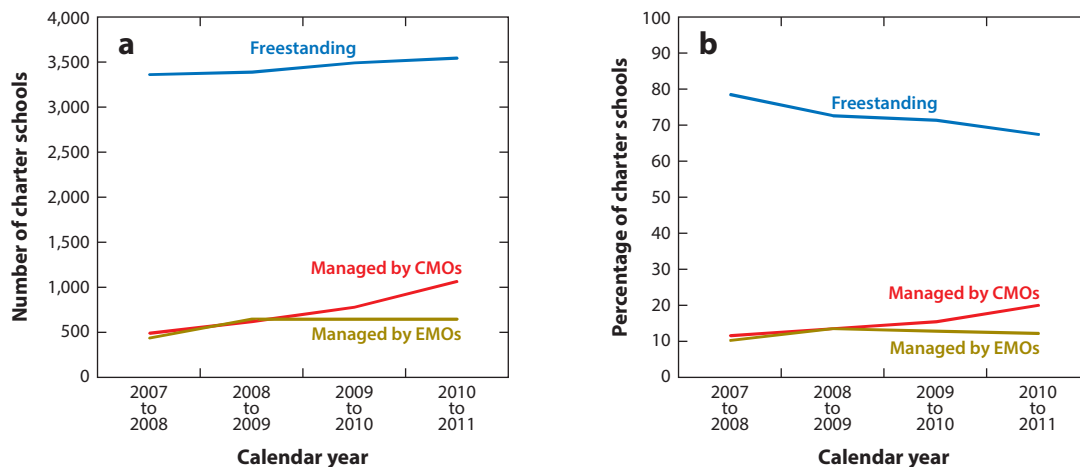 a
Number of charter schools
4,000
3,500
3,000
2,500
2,000
1,500
1,000
500
0
Freestanding
Managed by CMOs
Managed by EMOs
2007
to
2008
2008
to
2009
2009
to
2010
2010
to
2011
Calendar year
b
Percentage of charter schools
100
90
80
70
60
50
40
30
20
10
0
Freestanding
Managed by CMOs
Managed by EMOs
2007
to
2008
2008
to
2009
2009
to
2010
2010
to
2011
Calendar year